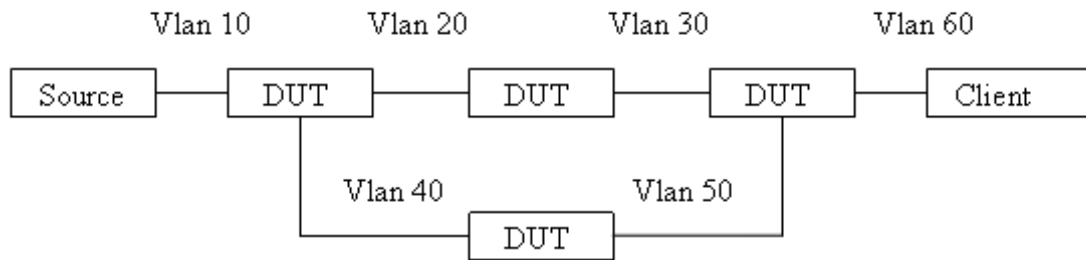 Vlan 10 Vlan 20 Vlan 30 Vlan 60
Source DUT DUT DUT Client
Vlan 40 Vlan 50
DUT